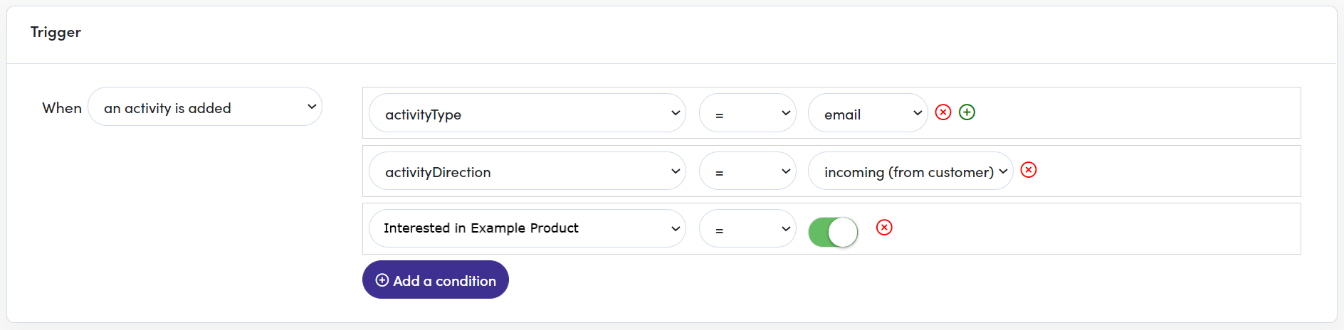 Trigger
When an activity is added
activityType = email
activityDirection = incoming (from customer)
Interested in Example Product =
Add a condition